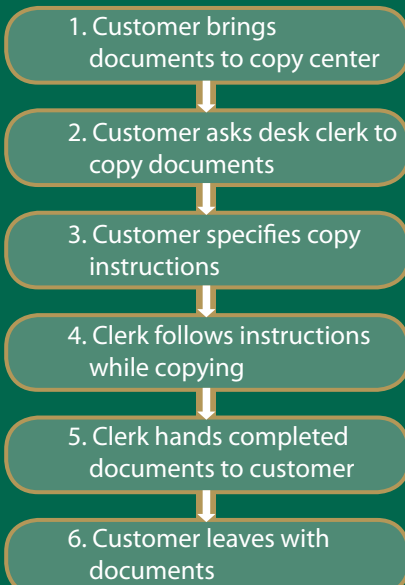 1. Customer brings
documents to copy center
2. Customer asks desk clerk to
copy documents
3. Customer specifies copy
instructions
4. Clerk follows instructions
while copying
5. Clerk hands completed
documents to customer
6. Customer leaves with
documents